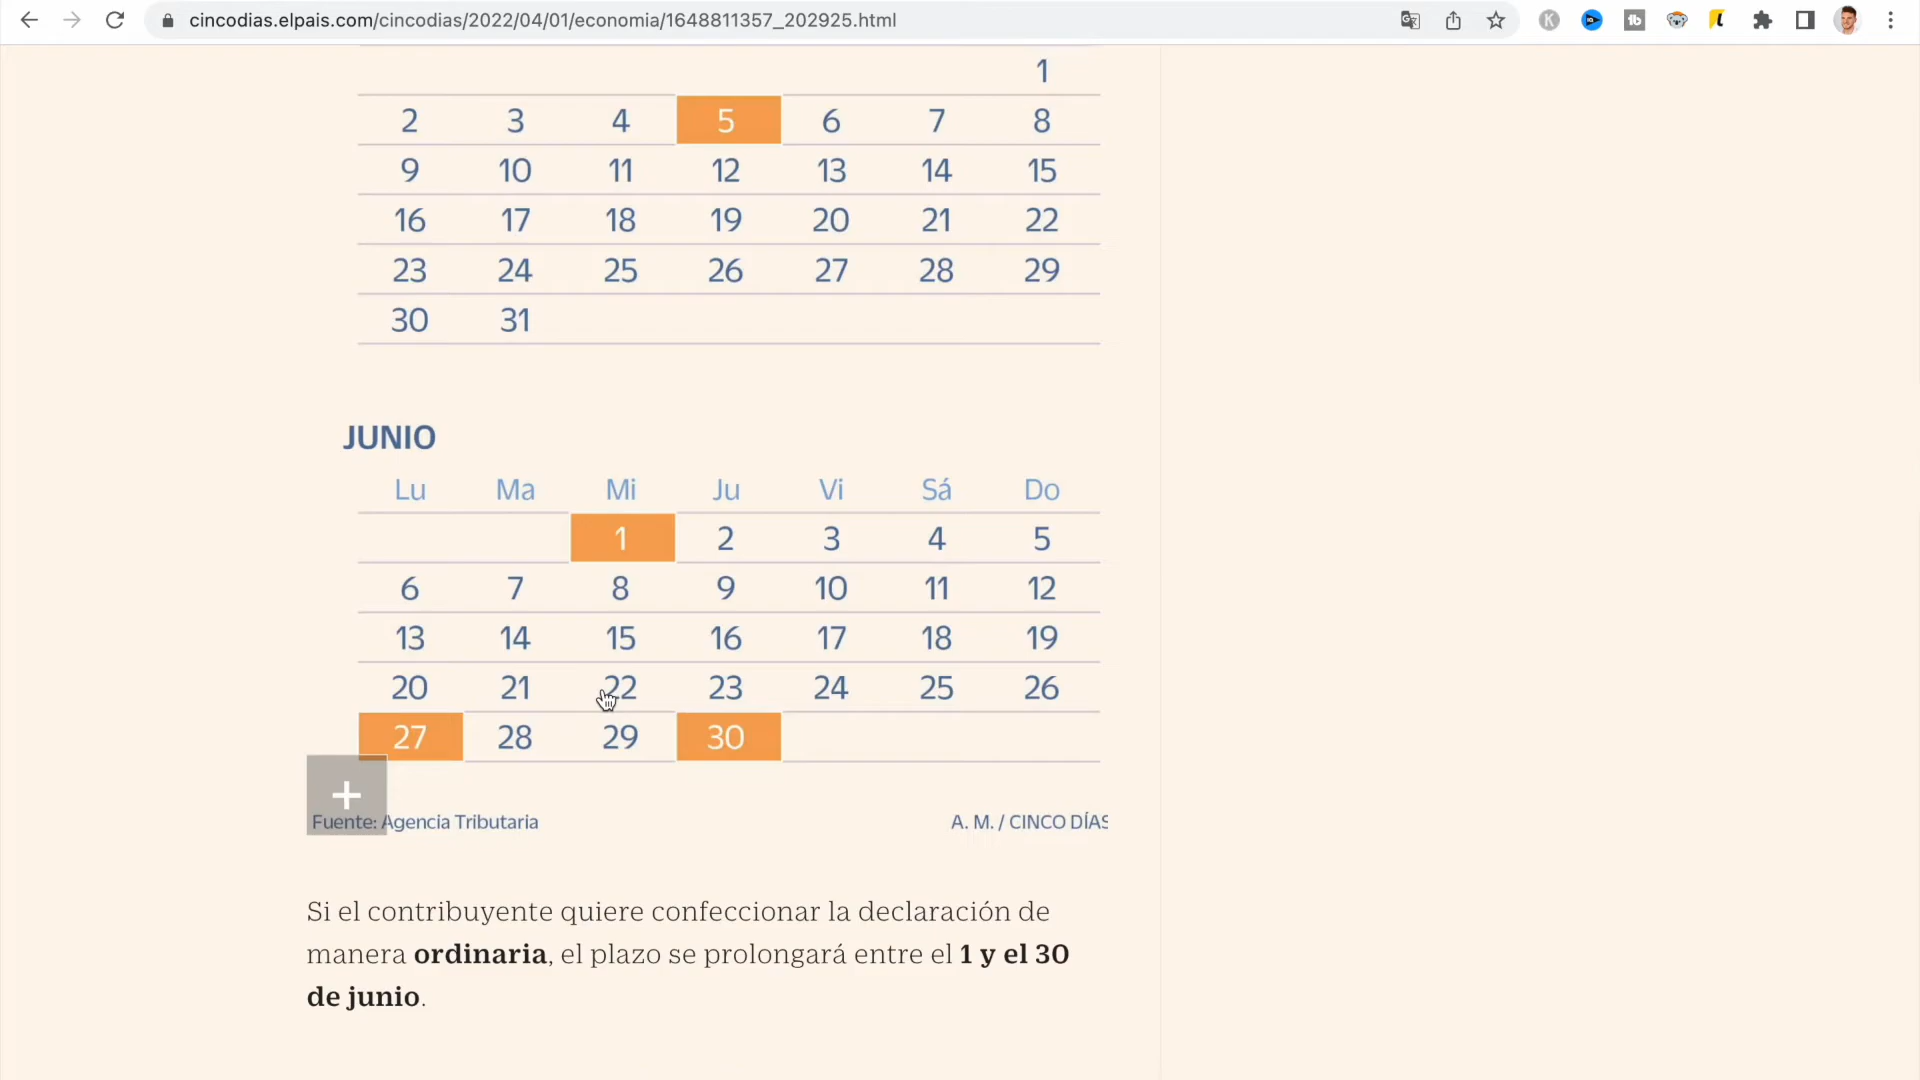 cincodias.elpais.com/cincodias/2022/04/01/economia/1648811357_202925.html
1
2 3 4 5 6 7 8
9 10 11 12 13 14 15
16 17 18 19 20 21 22
23 24 25 26 27 28 29
30 31
JUNIO
Lu Ma Mi Ju Vi Sá Do
1 2 3 4 5
6 7 8 9 10 11 12
13 14 15 16 17 18 19
20 21 22 23 24 25 26
27 28 29 30
Fuente: Agencia Tributaria A. M. / CINCO DÍAS
Si el contribuyente quiere confeccionar la declaración de
manera ordinaria, el plazo se prolongará entre el 1 y el 30
de junio.